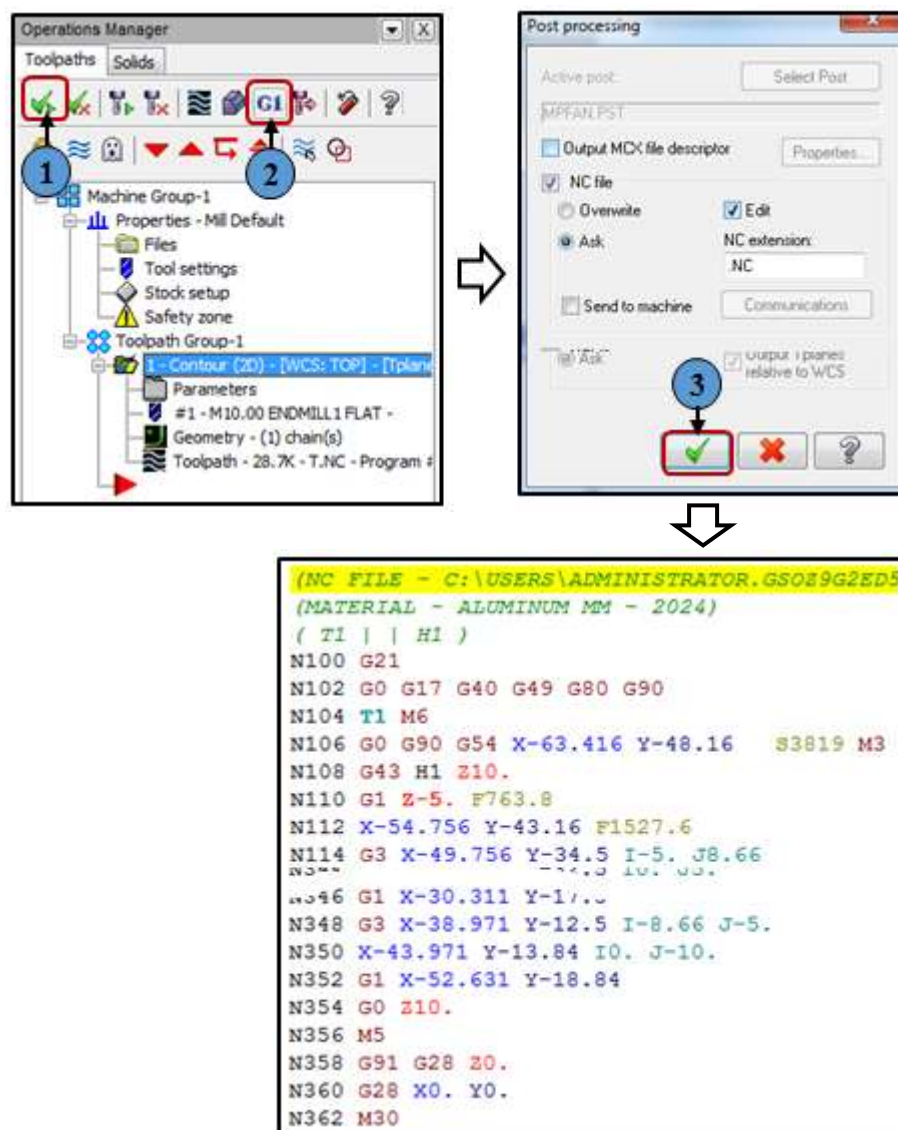 Operations Manager
Toolpaths Solids
G1
1
2
Machine Group-1
Properties - Mill Default
Files
Tool settings
Stock setup
Safety zone
Toolpath Group-1
1 - Contour (2D) - [WCS: TOP] - [Tplane
Parameters
#1 - M10.00 ENDMILL1 FLAT -
Geometry - (1) chain(s)
Toolpath - 28.7K - T.NC - Program #
Post processing
Active post:
Select Post
MPFAN.PST
Output MCX file descriptor
Properties...
NC file
Overwrite
Edit
Ask
NC extension:
.NC
Send to machine
Communications
Ask
Output Tplanes
relative to WCS
3
(NC FILE - C:\USERS\ADMINISTRATOR.GSOZ9G2ED5
(MATERIAL - ALUMINUM MM - 2024)
( T1 | | H1 )
N100 G21
N102 G0 G17 G40 G49 G80 G90
N104 T1 M6
N106 G0 G90 G54 X-63.416 Y-48.16 S3819 M3
N108 G43 H1 Z10.
N110 G1 Z-5. F763.8
N112 X-54.756 Y-43.16 F1527.6
N114 G3 X-49.756 Y-34.5 I-5. J8.66
G1 X-30.311
N348 G3 X-38.971 Y-12.5 I-8.66 J-5.
N350 X-43.971 Y-13.84 I0. J-10.
N352 G1 X-52.631 Y-18.84
N354 G0 Z10.
N356 M5
N358 G91 G28 Z0.
N360 G28 X0. Y0.
N362 M30